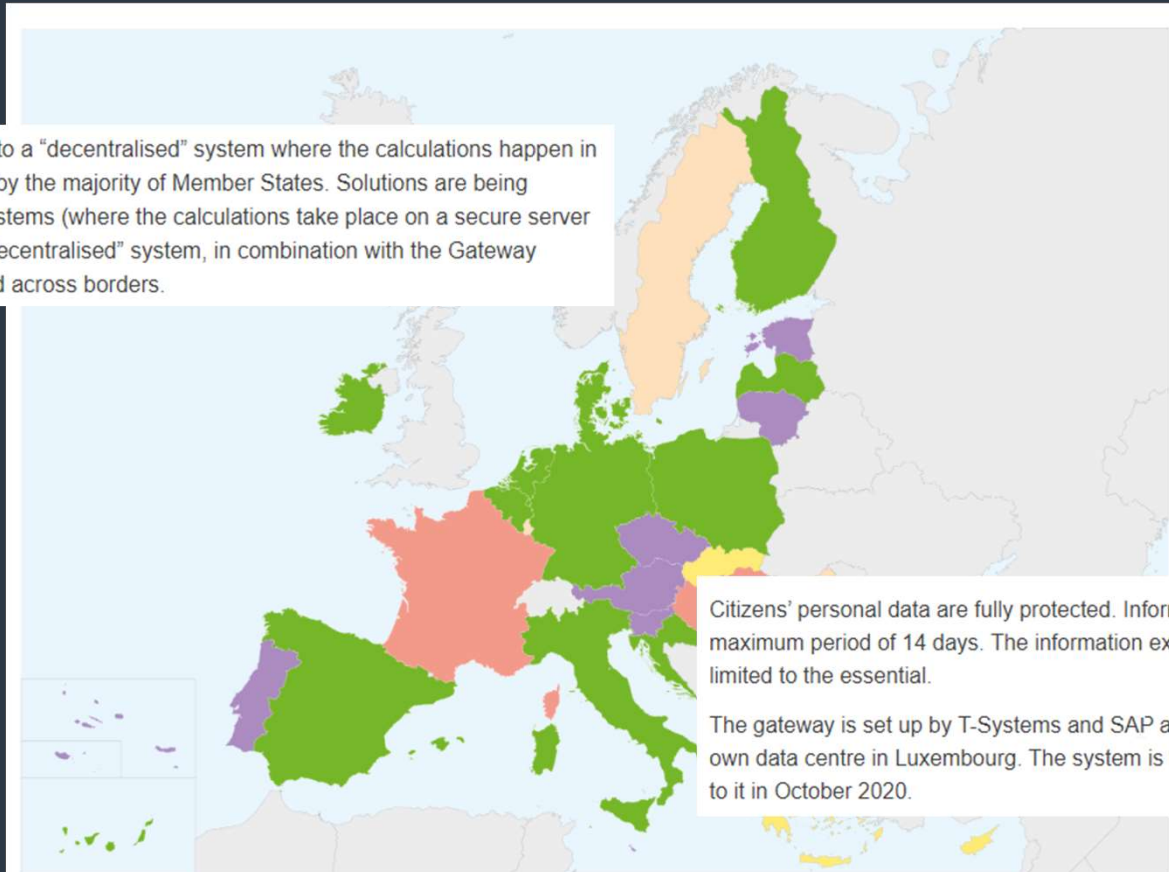 to a “decentralised” system where the calculations happen in
by the majority of Member States. Solutions are being
stems (where the calculations take place on a secure server
ecentralised” system, in combination with the Gateway
d across borders.
Citizens’ personal data are fully protected. Infor
maximum period of 14 days. The information ex
limited to the essential.
The gateway is set up by T-Systems and SAP a
own data centre in Luxembourg. The system is
to it in October 2020.